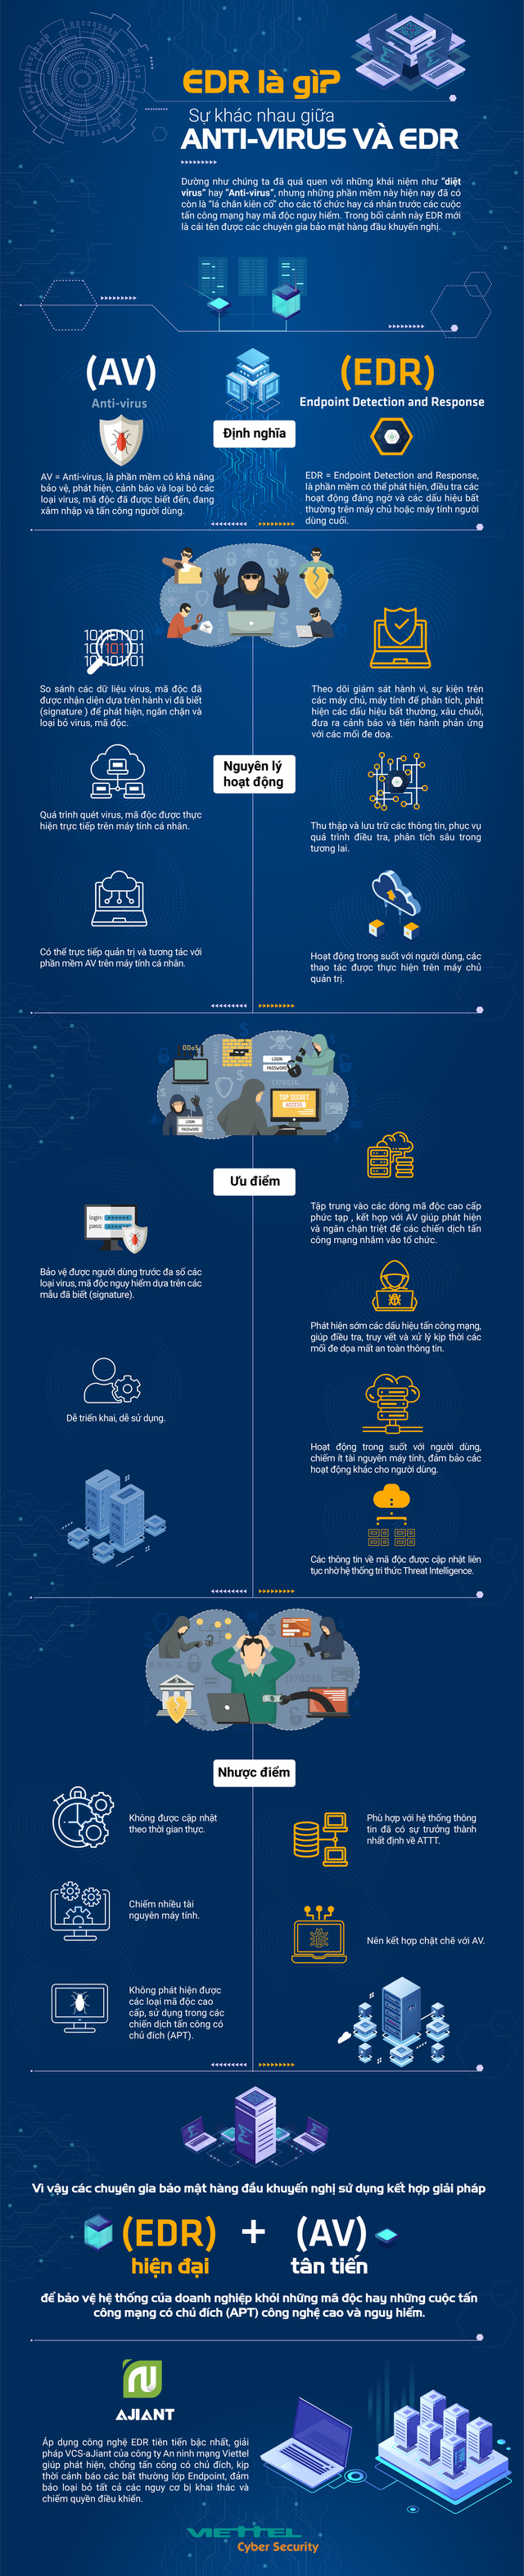 EDR là gì?
Sự khác nhau giữa
ANTI-VIRUS VÀ EDR
Dường như chúng ta đã quá quen với những khái niệm như “diệt
virus” hay “Anti-virus”, nhưng những phần mềm này hiện nay đã có
còn là “lá chắn kiên cố” cho các tổ chức hay cá nhân trước các cuộc
tấn công mạng hay mã độc nguy hiểm. Trong bối cảnh này EDR mới
là cái tên được các chuyên gia bảo mật hàng đầu khuyến nghị.
(AV)
Anti-virus
(EDR)
Endpoint Detection and Response
Định nghĩa
AV = Anti-virus, là phần mềm có khả năng
bảo vệ, phát hiện, cảnh báo và loại bỏ các
loại virus, mã độc đã được biết đến, đang
xâm nhập và tấn công người dùng.
EDR = Endpoint Detection and Response,
là phần mềm có thể phát hiện, điều tra các
hoạt động đáng ngờ và các dấu hiệu bất
thường trên máy chủ hoặc máy tính người
dùng cuối.
CODE
101101101
101101101
101101101
So sánh các dữ liệu virus, mã độc đã
được nhận diện dựa trên hành vi đã biết
(signature ) để phát hiện, ngăn chặn và
loại bỏ virus, mã độc.
Theo dõi giám sát hành vi, sự kiện trên
các máy chủ, máy tính để phân tích, phát
hiện các dấu hiệu bất thường, xâu chuỗi,
đưa ra cảnh báo và tiến hành phản ứng
với các mối đe doạ.
Nguyên lý
hoạt động
Quá trình quét virus, mã độc được thực
hiện trực tiếp trên máy tính cá nhân.
Thu thập và lưu trữ các thông tin, phục vụ
quá trình điều tra, phân tích sâu trong
tương lai.
Có thể trực tiếp quản trị và tương tác với
phần mềm AV trên máy tính cá nhân.
Hoạt động trong suốt với người dùng, các
thao tác được thực hiện trên máy chủ
quản trị.
DDoS
LOGIN
PASSWORD
CODE
TOP SECRET
ACCESS
LOGIN
PASSWORD
Ưu điểm
login:
pass:
Bảo vệ được người dùng trước đa số các
loại virus, mã độc nguy hiểm dựa trên các
mẫu đã biết (signature).
Tập trung vào các dòng mã độc cao cấp
phức tạp , kết hợp với AV giúp phát hiện
và ngăn chặn triệt để các chiến dịch tấn
công mạng nhằm vào tổ chức.
Phát hiện sớm các dấu hiệu tấn công mạng,
giúp điều tra, truy vết và xử lý kịp thời các
mối đe dọa mất an toàn thông tin.
Dễ triển khai, dễ sử dụng.
Hoạt động trong suốt với người dùng,
chiếm ít tài nguyên máy tính, đảm bảo các
hoạt động khác cho người dùng.
Các thông tin về mã độc được cập nhật liên
tục nhờ hệ thống tri thức Threat Intelligence.
Nhược điểm
Không được cập nhật
theo thời gian thực.
Phù hợp với hệ thống thông
tin đã có sự trưởng thành
nhất định về ATTT.
Chiếm nhiều tài
nguyên máy tính.
Nên kết hợp chặt chẽ với AV.
Không phát hiện được
các loại mã độc cao
cấp, sử dụng trong các
chiến dịch tấn công có
chủ đích (APT).
Vì vậy các chuyên gia bảo mật hàng đầu khuyến nghị sử dụng kết hợp giải pháp
(EDR) + (AV)
hiện đại tân tiến
để bảo vệ hệ thống của doanh nghiệp khỏi những mã độc hay những cuộc tấn
công mạng có chủ đích (APT) công nghệ cao và nguy hiểm.
AJIANT
Áp dụng công nghệ EDR tiên tiến bậc nhất, giải
pháp VCS-aJiant của công ty An ninh mạng Viettel
giúp phát hiện, chống tấn công có chủ đích, kịp
thời cảnh báo các bất thường lớp Endpoint, đảm
bảo loại bỏ tất cả các nguy cơ bị khai thác và
chiếm quyền điều khiển.
VIETTEL
Cyber Security